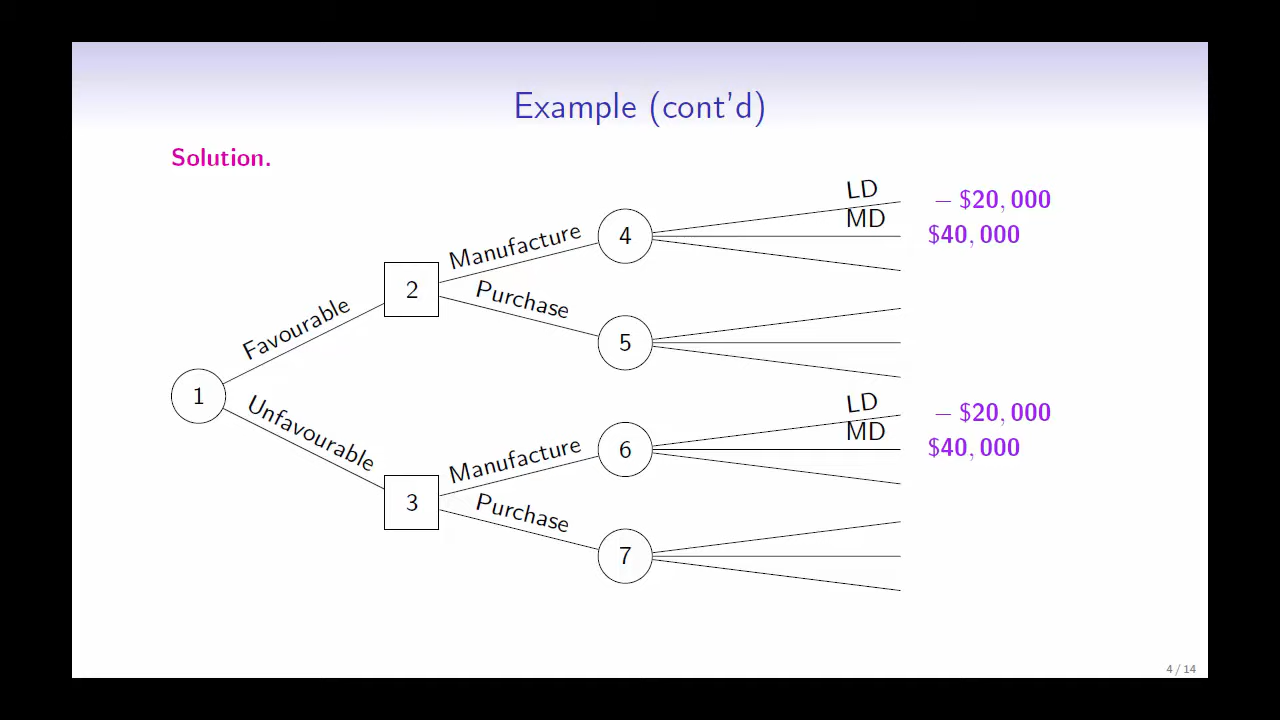 Example (cont'd)
Solution.
LD
– $20, 000
MD
$40, 000
Manufacture
4
2
Purchase
Favourable
5
1
Unfavourable
LD
– $20, 000
MD
$40, 000
Manufacture
6
3
Purchase
7
4 / 14